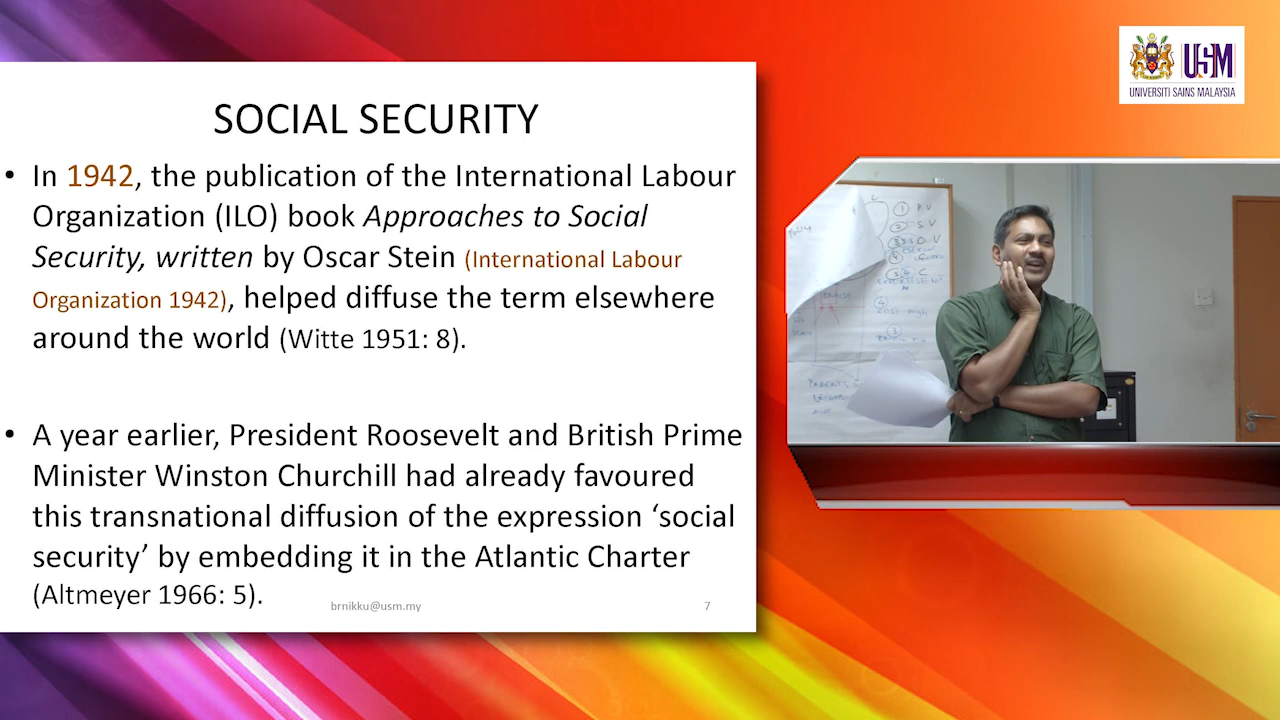 SOCIAL SECURITY
• In 1942, the publication of the International Labour
Organization (ILO) book Approaches to Social
Security, written by Oscar Stein (International Labour
Organization 1942), helped diffuse the term elsewhere
around the world (Witte 1951: 8).
• A year earlier, President Roosevelt and British Prime
Minister Winston Churchill had already favoured
this transnational diffusion of the expression ‘social
security’ by embedding it in the Atlantic Charter
(Altmeyer 1966: 5).
brnikku@usm.my
7
USM
UNIVERSITI SAINS MALAYSIA
1 P V
2 S V